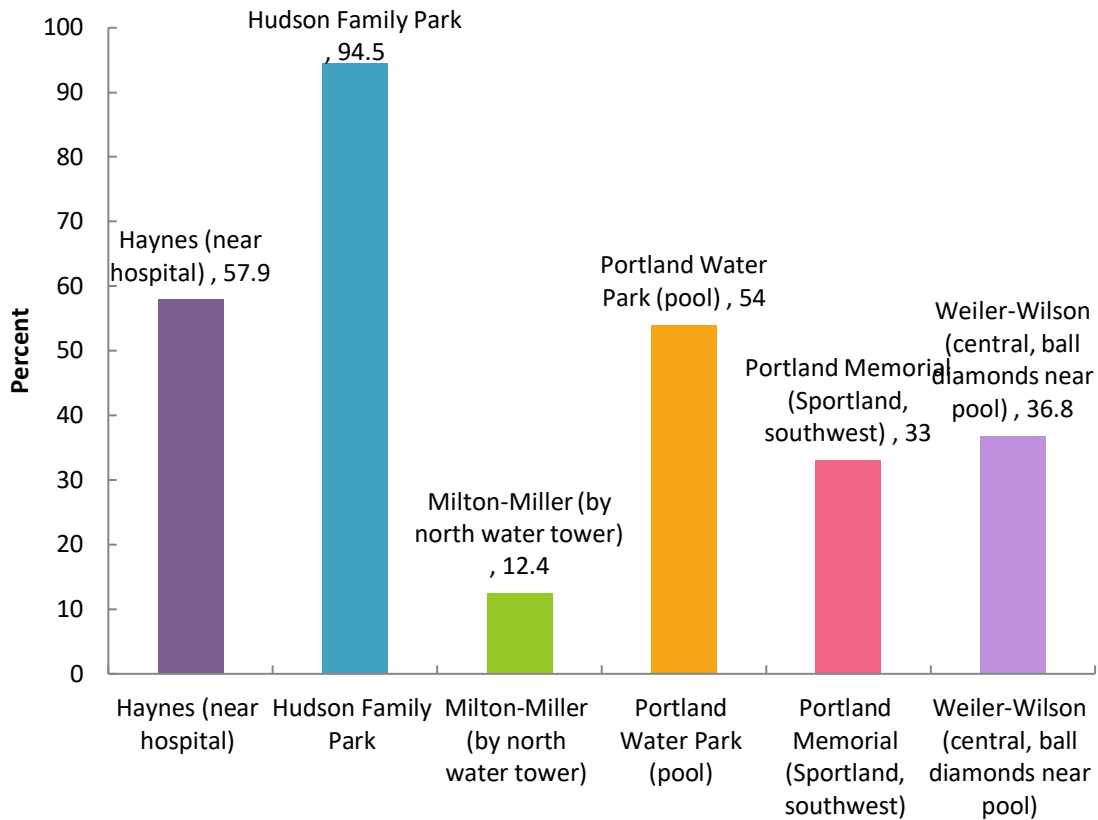 Percent
100
90
80
70
60
50
40
30
20
10
0
Haynes (near
hospital) , 57.9
Hudson Family Park
, 94.5
Milton-Miller (by
north water tower)
, 12.4
Portland Water
Park (pool) , 54
Portland Memorial
(Sportland,
southwest) , 33
Weiler-Wilson
(central, ball
diamonds near
pool) , 36.8
Haynes (near
hospital)
Hudson Family
Park
Milton-Miller
(by north
water tower)
Portland
Water Park
(pool)
Portland
Memorial
(Sportland,
southwest)
Weiler-Wilson
(central, ball
diamonds near
pool)